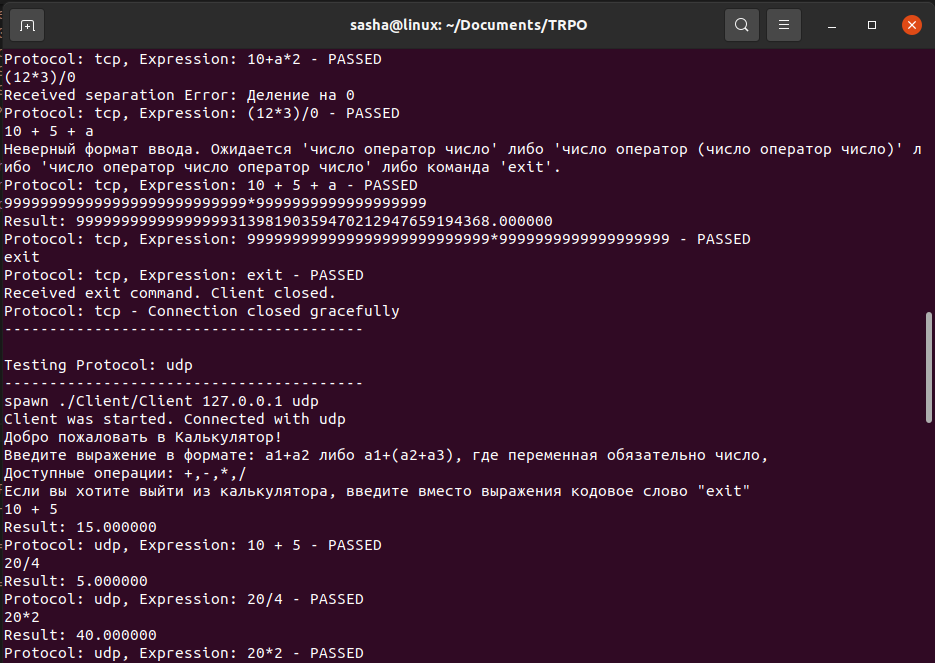 sasha@linux: ~/Documents/TRPO
Protocol: tcp, Expression: 10+a*2 - PASSED
(12*3)/0
Received separation Error: Деление на 0
Protocol: tcp, Expression: (12*3)/0 - PASSED
10 + 5 + a
Неверный формат ввода. Ожидается 'число оператор число' либо 'число оператор (число оператор число)' л
ибо 'число оператор число оператор число' либо команда 'exit'.
Protocol: tcp, Expression: 10 + 5 + a - PASSED
999999999999999999999999999*9999999999999999999
Result: 9999999999999999931398190359470212947659194368.000000
Protocol: tcp, Expression: 999999999999999999999999999*9999999999999999999 - PASSED
exit
Protocol: tcp, Expression: exit - PASSED
Received exit command. Client closed.
Protocol: tcp - Connection closed gracefully
----------------------------------------
Testing Protocol: udp
----------------------------------------
spawn ./Client/Client 127.0.0.1 udp
Client was started. Connected with udp
Добро пожаловать в Калькулятор!
Введите выражение в формате: a1+a2 либо a1+(a2+a3), где переменная обязательно число,
Доступные операции: +,-,*,/
Если вы хотите выйти из калькулятора, введите вместо выражения кодовое слово "exit"
10 + 5
Result: 15.000000
Protocol: udp, Expression: 10 + 5 - PASSED
20/4
Result: 5.000000
Protocol: udp, Expression: 20/4 - PASSED
20*2
Result: 40.000000
Protocol: udp, Expression: 20*2 - PASSED